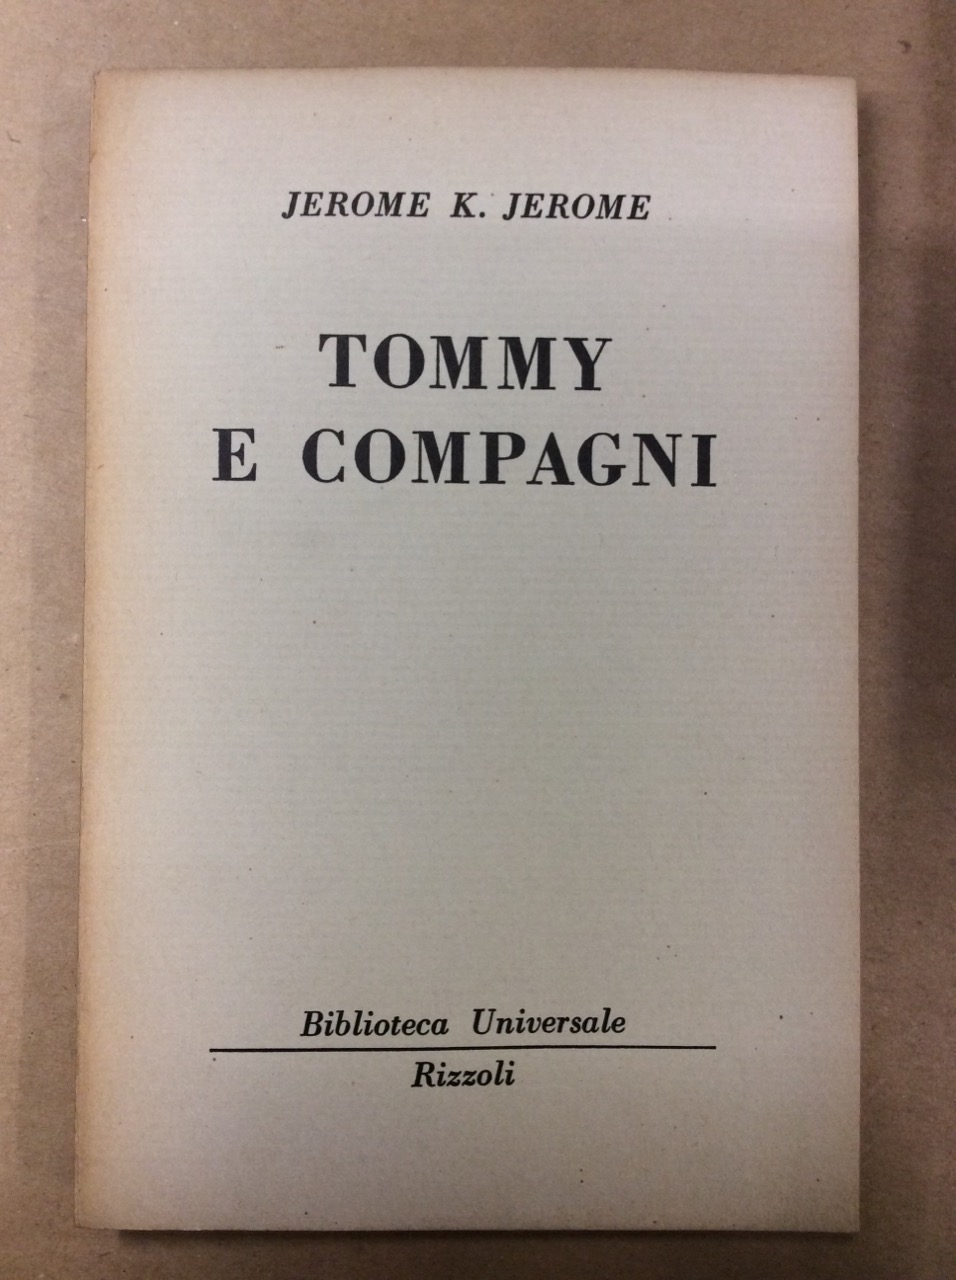 JEROME K. JEROME
TOMMY
E COMPAGNI
Biblioteca Universale
Rizzoli